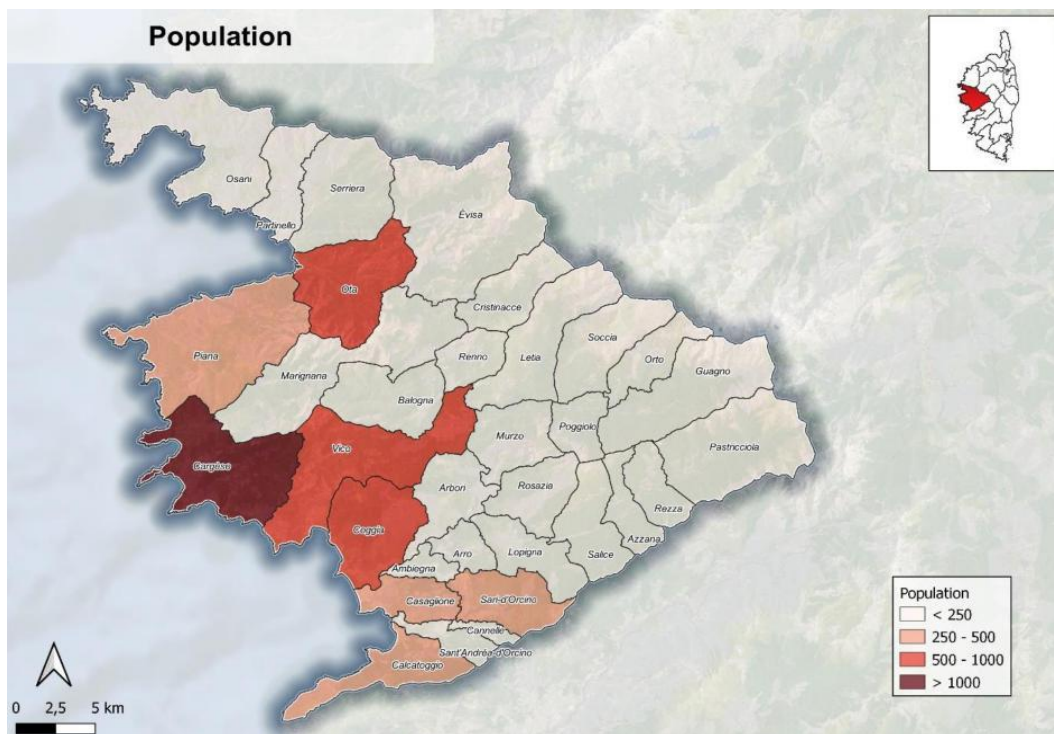 Population
Osani
Serriera
Évisa
Partinello
Ota
Cristinacce
Piana
Marignana
Renno
Letia
Soccia
Orto
Guagno
Balogna
Vico
Murzo
Poggiolo
Pastricciola
Cargèse
Arbori
Rosazia
Rezza
Coggia
Azzana
Arro
Lopigna
Salice
Ambiegna
Casaglione
San-d'Orcino
Cannelle
Sant'Andréa-d'Orcino
Calcatoggio
Population
< 250
250 - 500
500 - 1000
> 1000
0 2,5 5 km